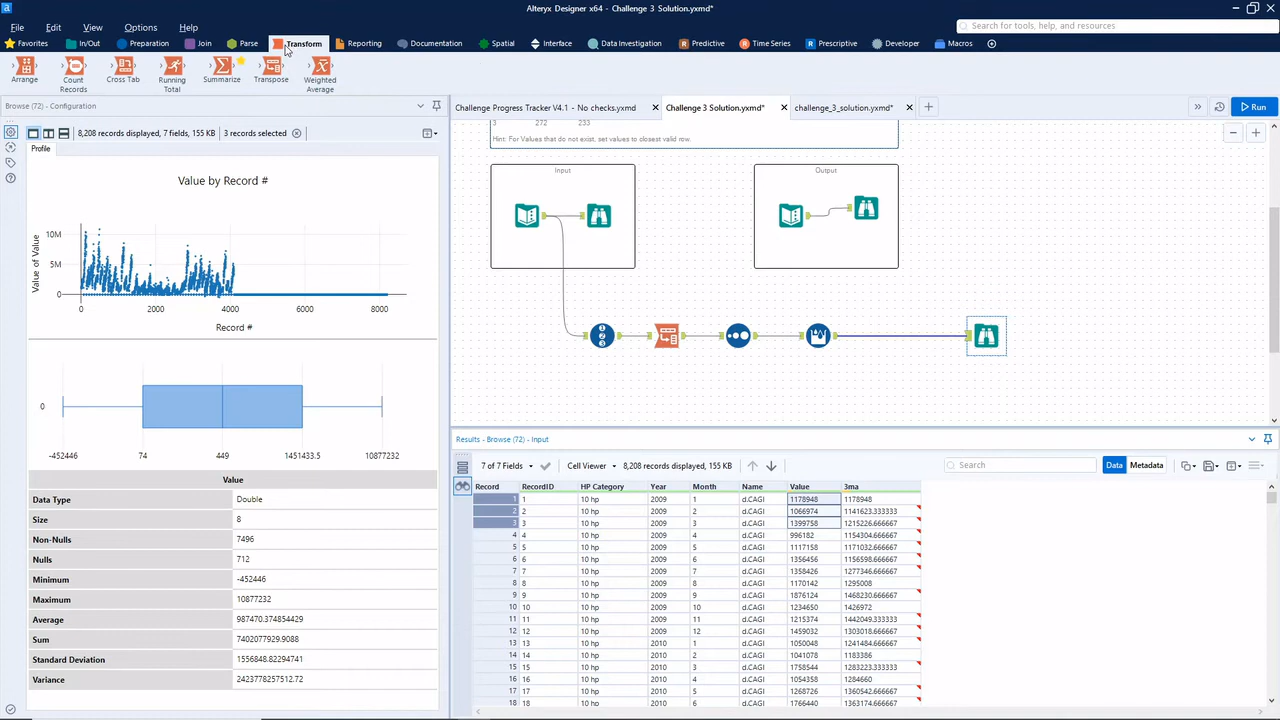 Alteryx Designer x64 - Challenge 3 Solution.yxmd*
File Edit View Options Help
Search for tools, help, and resources
Favorites In/Out Preparation Join Parse Transform Reporting Documentation Spatial Interface Data Investigation Predictive Time Series Prescriptive Developer Macros
Arrange Count Records Cross Tab Running Total Summarize Transpose Weighted Average
Browse (72) - Configuration
Challenge Progress Tracker V4.1 - No checks.yxmd Challenge 3 Solution.yxmd* challenge_3_solution.yxmd*
Run
8,208 records displayed, 7 fields, 155 KB 3 records selected
Profile
Value by Record #
Value of Value
10M
5M
0
0 2000 4000 6000 8000
Record #
0
-452446 74 449 1451433.5 10877232
Value
Data Type Double
Size 8
Non-Nulls 7496
Nulls 712
Minimum -452446
Maximum 10877232
Average 987470.374854429
Sum 7402077929.9088
Standard Deviation 1556848.82294741
Variance 2423778257512.72
3 272 233
Hint: For Values that do not exist, set values to closest valid row.
Input
Output
Results - Browse (72) - Input
7 of 7 Fields Cell Viewer 8,208 records displayed, 155 KB Search Data Metadata
Record RecordID HP Category Year Month Name Value 3ma
1 1 10 hp 2009 1 d.CAGI 1178948 1178948
2 2 10 hp 2009 2 d.CAGI 1066974 1141623.333333
3 3 10 hp 2009 3 d.CAGI 1399758 1215226.666667
4 4 10 hp 2009 4 d.CAGI 996182 1154304.666667
5 5 10 hp 2009 5 d.CAGI 1117158 1171032.666667
6 6 10 hp 2009 6 d.CAGI 1356456 1156598.666667
7 7 10 hp 2009 7 d.CAGI 1358426 1277346.666667
8 8 10 hp 2009 8 d.CAGI 1170142 1295008
9 9 10 hp 2009 9 d.CAGI 1876124 1468230.666667
10 10 10 hp 2009 10 d.CAGI 1234650 1426972
11 11 10 hp 2009 11 d.CAGI 1215374 1442049.333333
12 12 10 hp 2009 12 d.CAGI 1459032 1303018.666667
13 13 10 hp 2010 1 d.CAGI 1050048 1241484.666667
14 14 10 hp 2010 2 d.CAGI 1041078 1183386
15 15 10 hp 2010 3 d.CAGI 1758544 1283223.333333
16 16 10 hp 2010 4 d.CAGI 1054358 1284660
17 17 10 hp 2010 5 d.CAGI 1268726 1360542.666667
18 18 10 hp 2010 6 d.CAGI 1766440 1363174.666667